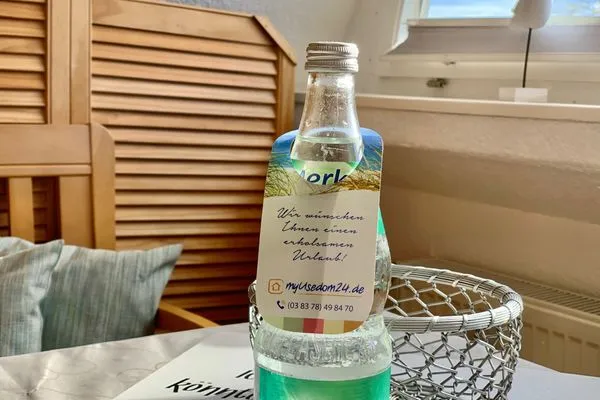 Wir wünschen
Ihnen einen
erholsamen
Urlaub!
myUsedom24.de
(03 83 78) 49 84 70